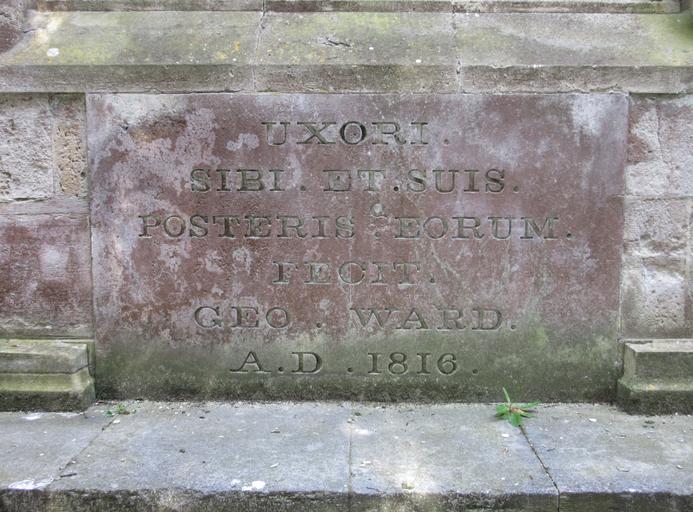 UXORI.
SIBI. ET. SUIS.
POSTERIS. EORUM.
FECIT.
GEO. WARD.
A.D. 1816.